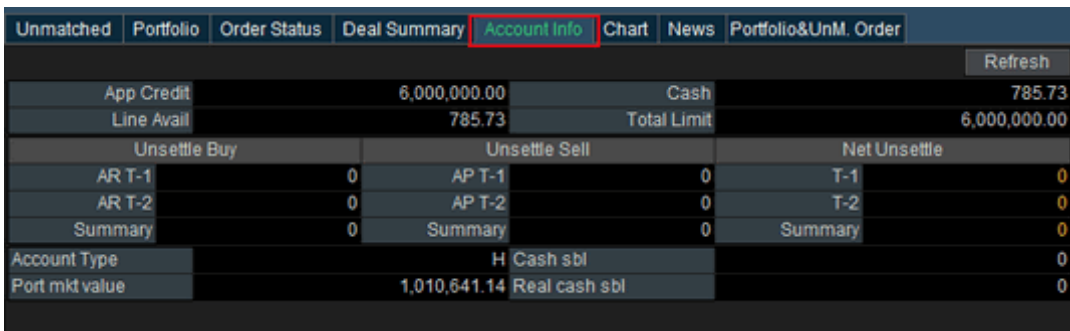 Unmatched Portfolio Order Status Deal Summary Account Info Chart News Portfolio&UnM. Order
Refresh
App Credit 6,000,000.00 Cash 785.73
Line Avail 785.73 Total Limit 6,000,000.00
Unsettle Buy Unsettle Sell Net Unsettle
AR T-1 0 AP T-1 0 T-1 0
AR T-2 0 AP T-2 0 T-2 0
Summary 0 Summary 0 Summary 0
Account Type H Cash sbl 0
Port mkt value 1,010,641.14 Real cash sbl 0